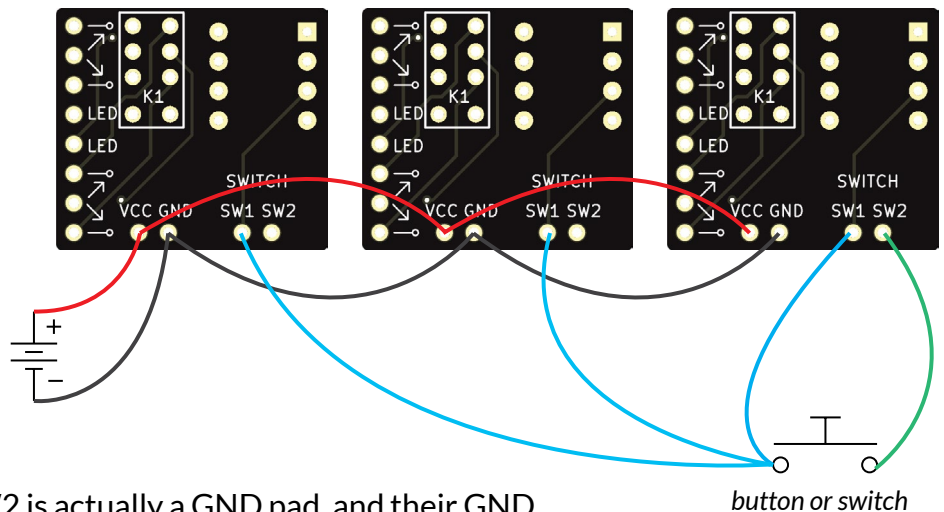 K1
K1
K1
LED
LED
LED
LED
LED
LED
SWITCH
SWITCH
SWITCH
VCC GND SW1 SW2
VCC GND SW1 SW2
VCC GND SW1 SW2
+
−
button or switch
2 is actually a GND pad, and their GND